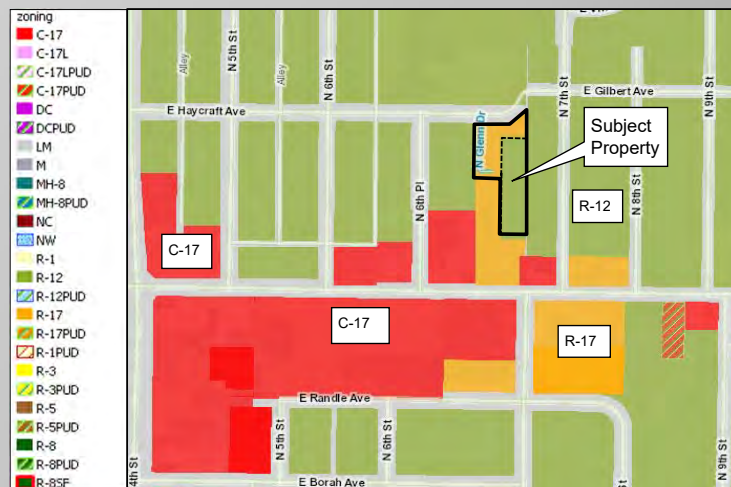 zoning
C-17
C-17L
C-17LPUD
C-17PUD
DC
DCPUD
LM
M
MH-8
MH-8PUD
NC
NW
R-1
R-12
R-12PUD
R-17
R-17PUD
R-1PUD
R-3
R-3PUD
R-5
R-5PUD
R-8
R-8PUD
R-8SF
Alley
N 5th St
Alley
N 6th St
E Haycraft Ave
E Gilbert Ave
N 7th St
N 9th St
N Glenn Dr
Subject
Property
N 6th Pl
R-12
N 8th St
C-17
C-17
R-17
E Randle Ave
N 5th St
N 6th St
4th St
N 9th St
St
E Borah Ave